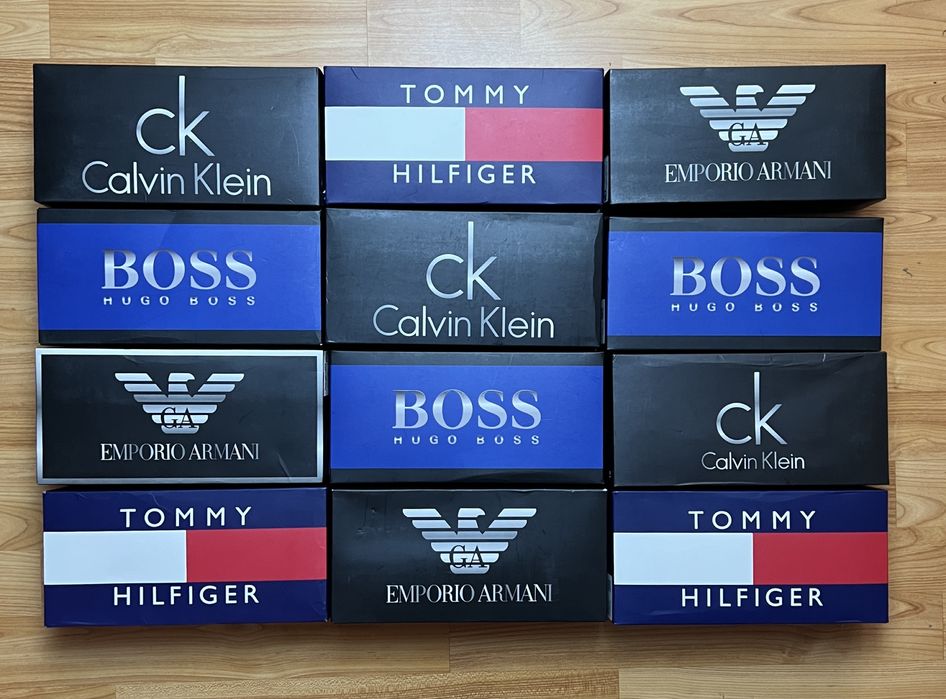 ck
Calvin Klein
TOMMY
HILFIGER
GA
EMPORIO ARMANI
BOSS
HUGO BOSS
ck
Calvin Klein
BOSS
HUGO BOSS
GA
EMPORIO ARMANI
BOSS
HUGO BOSS
ck
Calvin Klein
TOMMY
HILFIGER
GA
EMPORIO ARMANI
TOMMY
HILFIGER